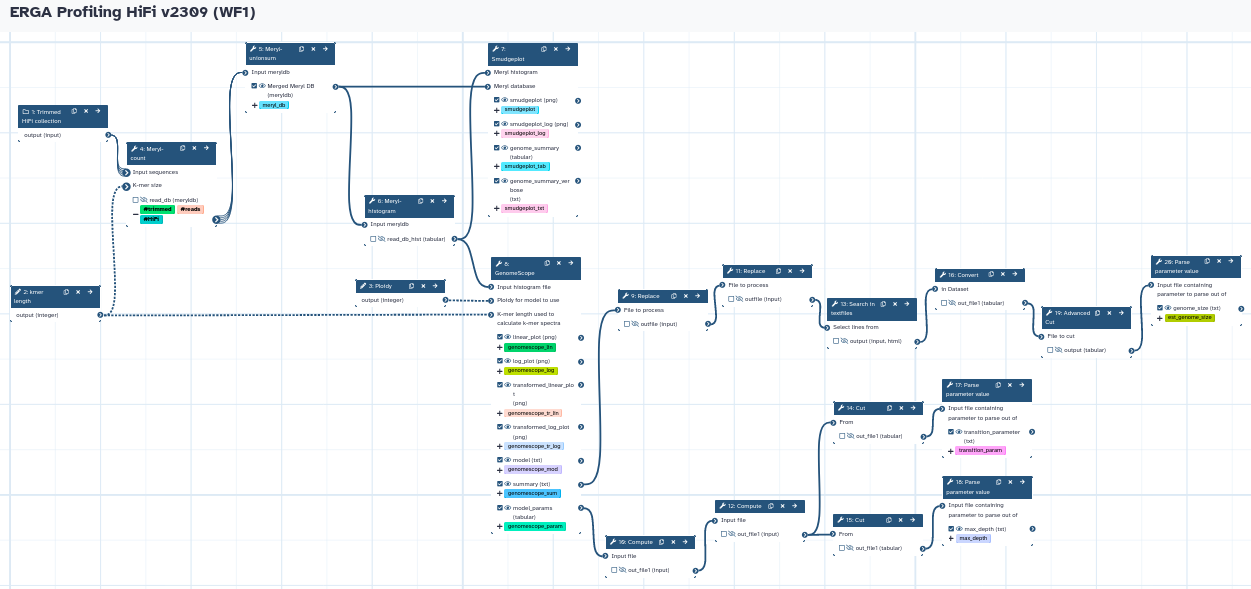 ERGA Profiling HiFi v2309 (WF1)
1: Trimmed
HiFi collection
output (input)
2: kmer
length
output (integer)
4: Meryl-
count
Input sequences
K-mer size
read_db (meryldb)
#trimmed #reads
#HiFi
5: Meryl-
unionsum
Input meryldb
Merged Meryl DB
(meryldb)
meryl_db
6: Meryl-
histogram
Input meryldb
read_db_hist (tabular)
3: Ploidy
output (integer)
7:
Smudgeplot
Meryl histogram
Meryl database
smudgeplot (png)
smudgeplot
smudgeplot_log (png)
smudgeplot_log
genome_summary
(tabular)
smudgeplot_tab
genome_summary_ver
bose
(txt)
smudgeplot_txt
8:
GenomeScope
Input histogram file
Ploidy for model to use
K-mer length used to
calculate k-mer spectra
linear_plot (png)
genomescope_lin
log_plot (png)
genomescope_log
transformed_linear_plo
t
(png)
genomescope_tr_lin
transformed_log_plot
(png)
genomescope_tr_log
model (txt)
genomescope_mod
summary (txt)
genomescope_sum
model_params
(tabular)
genomescope_param
9: Replace
File to process
outfile (input)
10: Compute
Input file
out_file1 (input)
11: Replace
File to process
outfile (input)
12: Compute
Input file
out_file1 (input)
13: Search in
textfiles
Select lines from
output (input, html)
14: Cut
From
out_file1 (tabular)
15: Cut
From
out_file1 (tabular)
16: Convert
in Dataset
out_file1 (tabular)
17: Parse
parameter value
Input file containing
parameter to parse out of
transition_parameter
(txt)
transition_param
18: Parse
parameter value
Input file containing
parameter to parse out of
max_depth (txt)
max_depth
19: Advanced
Cut
File to cut
output (tabular)
20: Parse
parameter value
Input file containing
parameter to parse out of
genome_size (txt)
est_genome_size